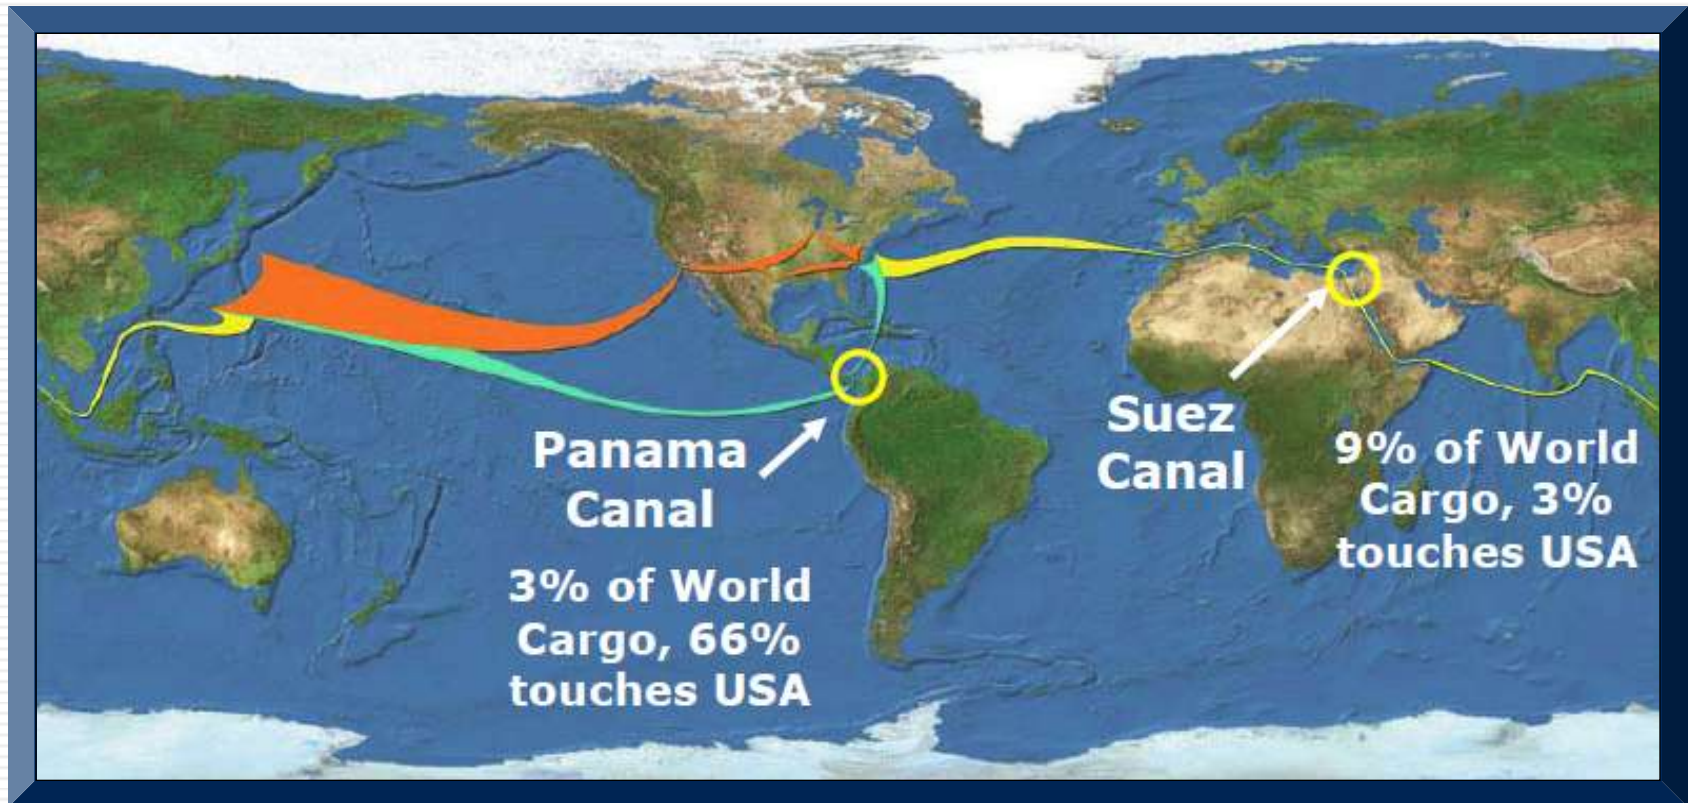 Panama
Canal
3% of World
Cargo, 66%
touches USA
Suez
Canal
9% of World
Cargo, 3%
touches USA